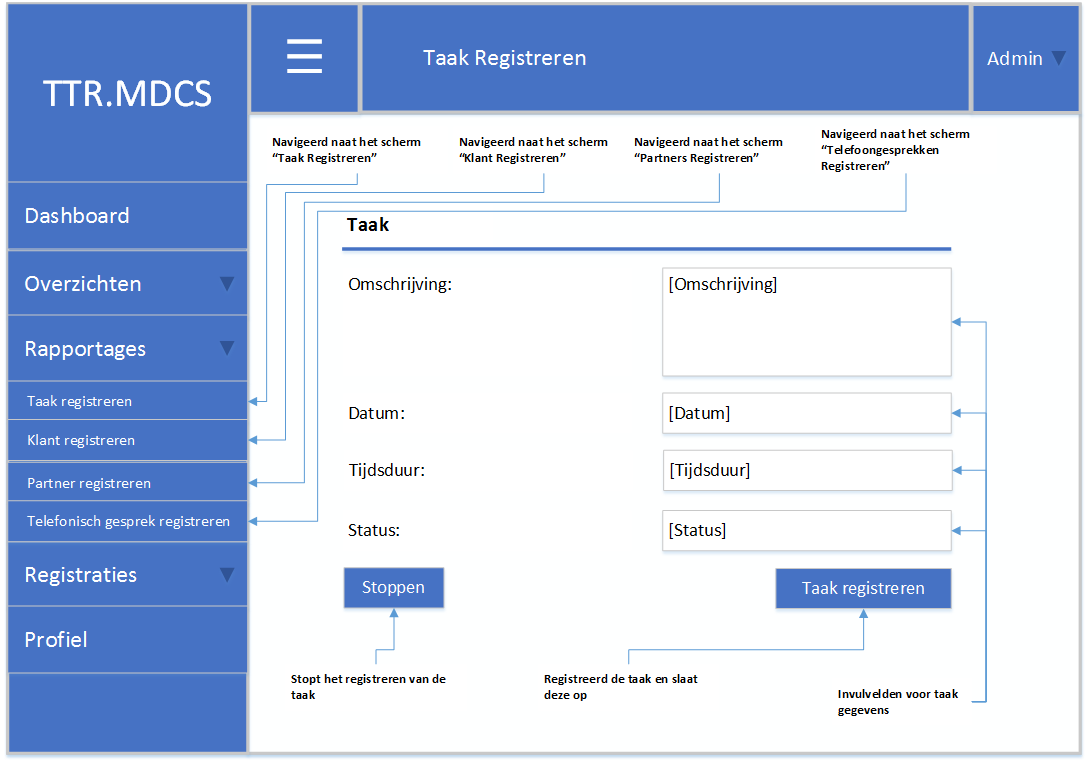 TTR.MDCS
Taak Registreren
Admin
Dashboard
Overzichten
Rapportages
Taak registreren
Klant registreren
Partner registreren
Telefonisch gesprek registreren
Registraties
Profiel
Navigeerd naat het scherm
“Taak Registreren”
Navigeerd naat het scherm
“Klant Registreren”
Navigeerd naat het scherm
“Partners Registreren”
Navigeerd naat het scherm
“Telefoongesprekken
Registreren”
Taak
Omschrijving:
[Omschrijving]
Datum:
[Datum]
Tijdsduur:
[Tijdsduur]
Status:
[Status]
Stoppen
Taak registreren
Stopt het registreren van de
taak
Registreerd de taak en slaat
deze op
Invulvelden voor taak
gegevens